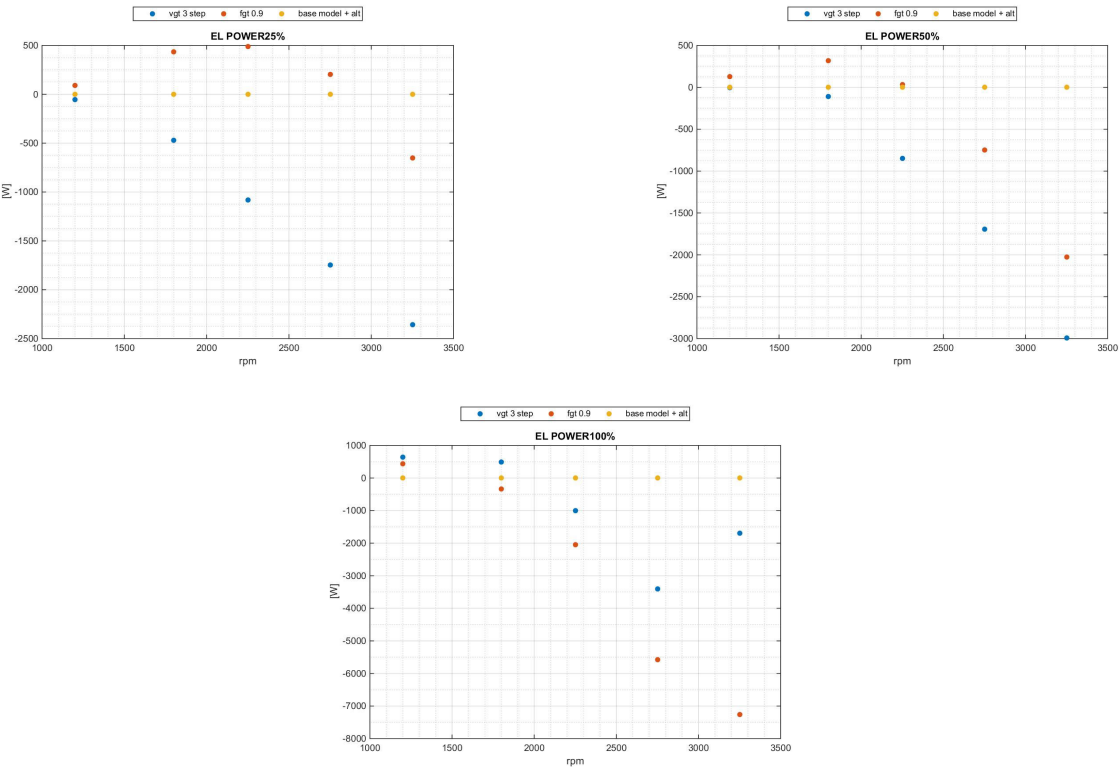 vgt 3 step fgt 0.9 base model + alt
EL POWER25%
500
0
-500
-1000
-1500
-2000
-2500
[W]
1000 1500 2000 2500 3000 3500
rpm
vgt 3 step fgt 0.9 base model + alt
EL POWER50%
500
0
-500
-1000
-1500
-2000
-2500
-3000
[W]
1000 1500 2000 2500 3000 3500
rpm
vgt 3 step fgt 0.9 base model + alt
EL POWER100%
1000
0
-1000
-2000
-3000
-4000
-5000
-6000
-7000
-8000
[W]
1000 1500 2000 2500 3000 3500
rpm